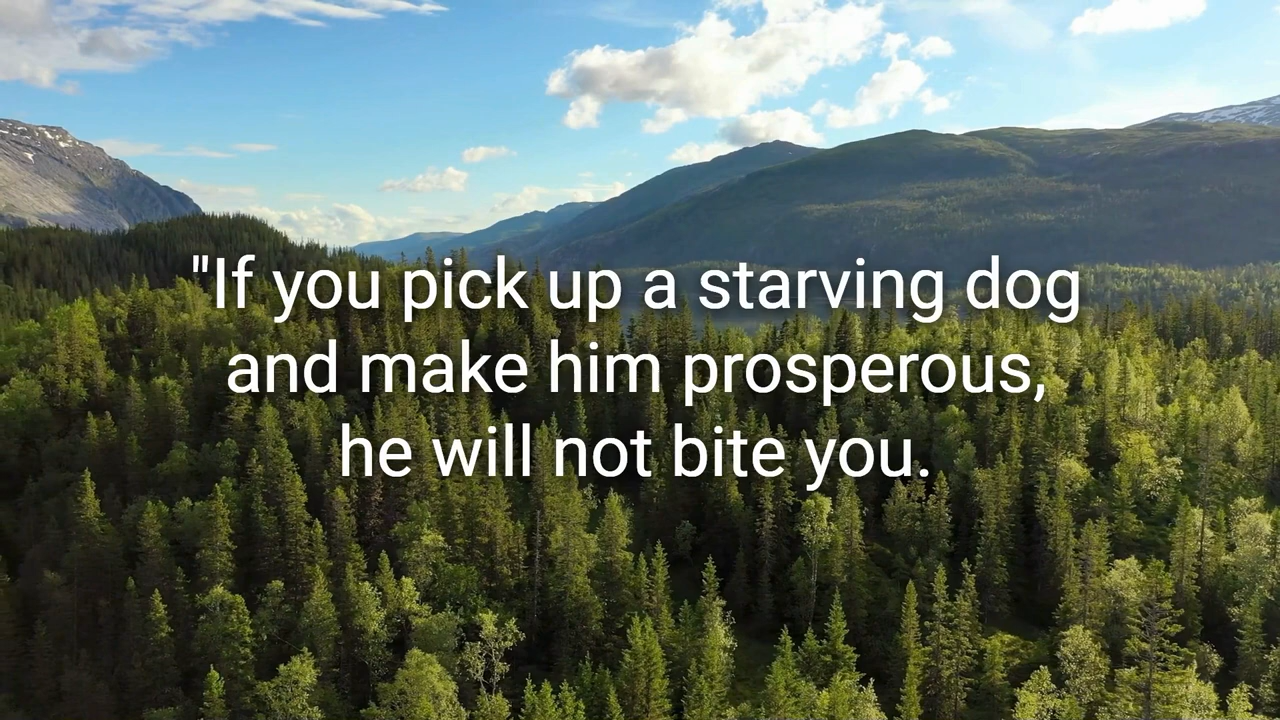 "If you pick up a starving dog
and make him prosperous,
he will not bite you.